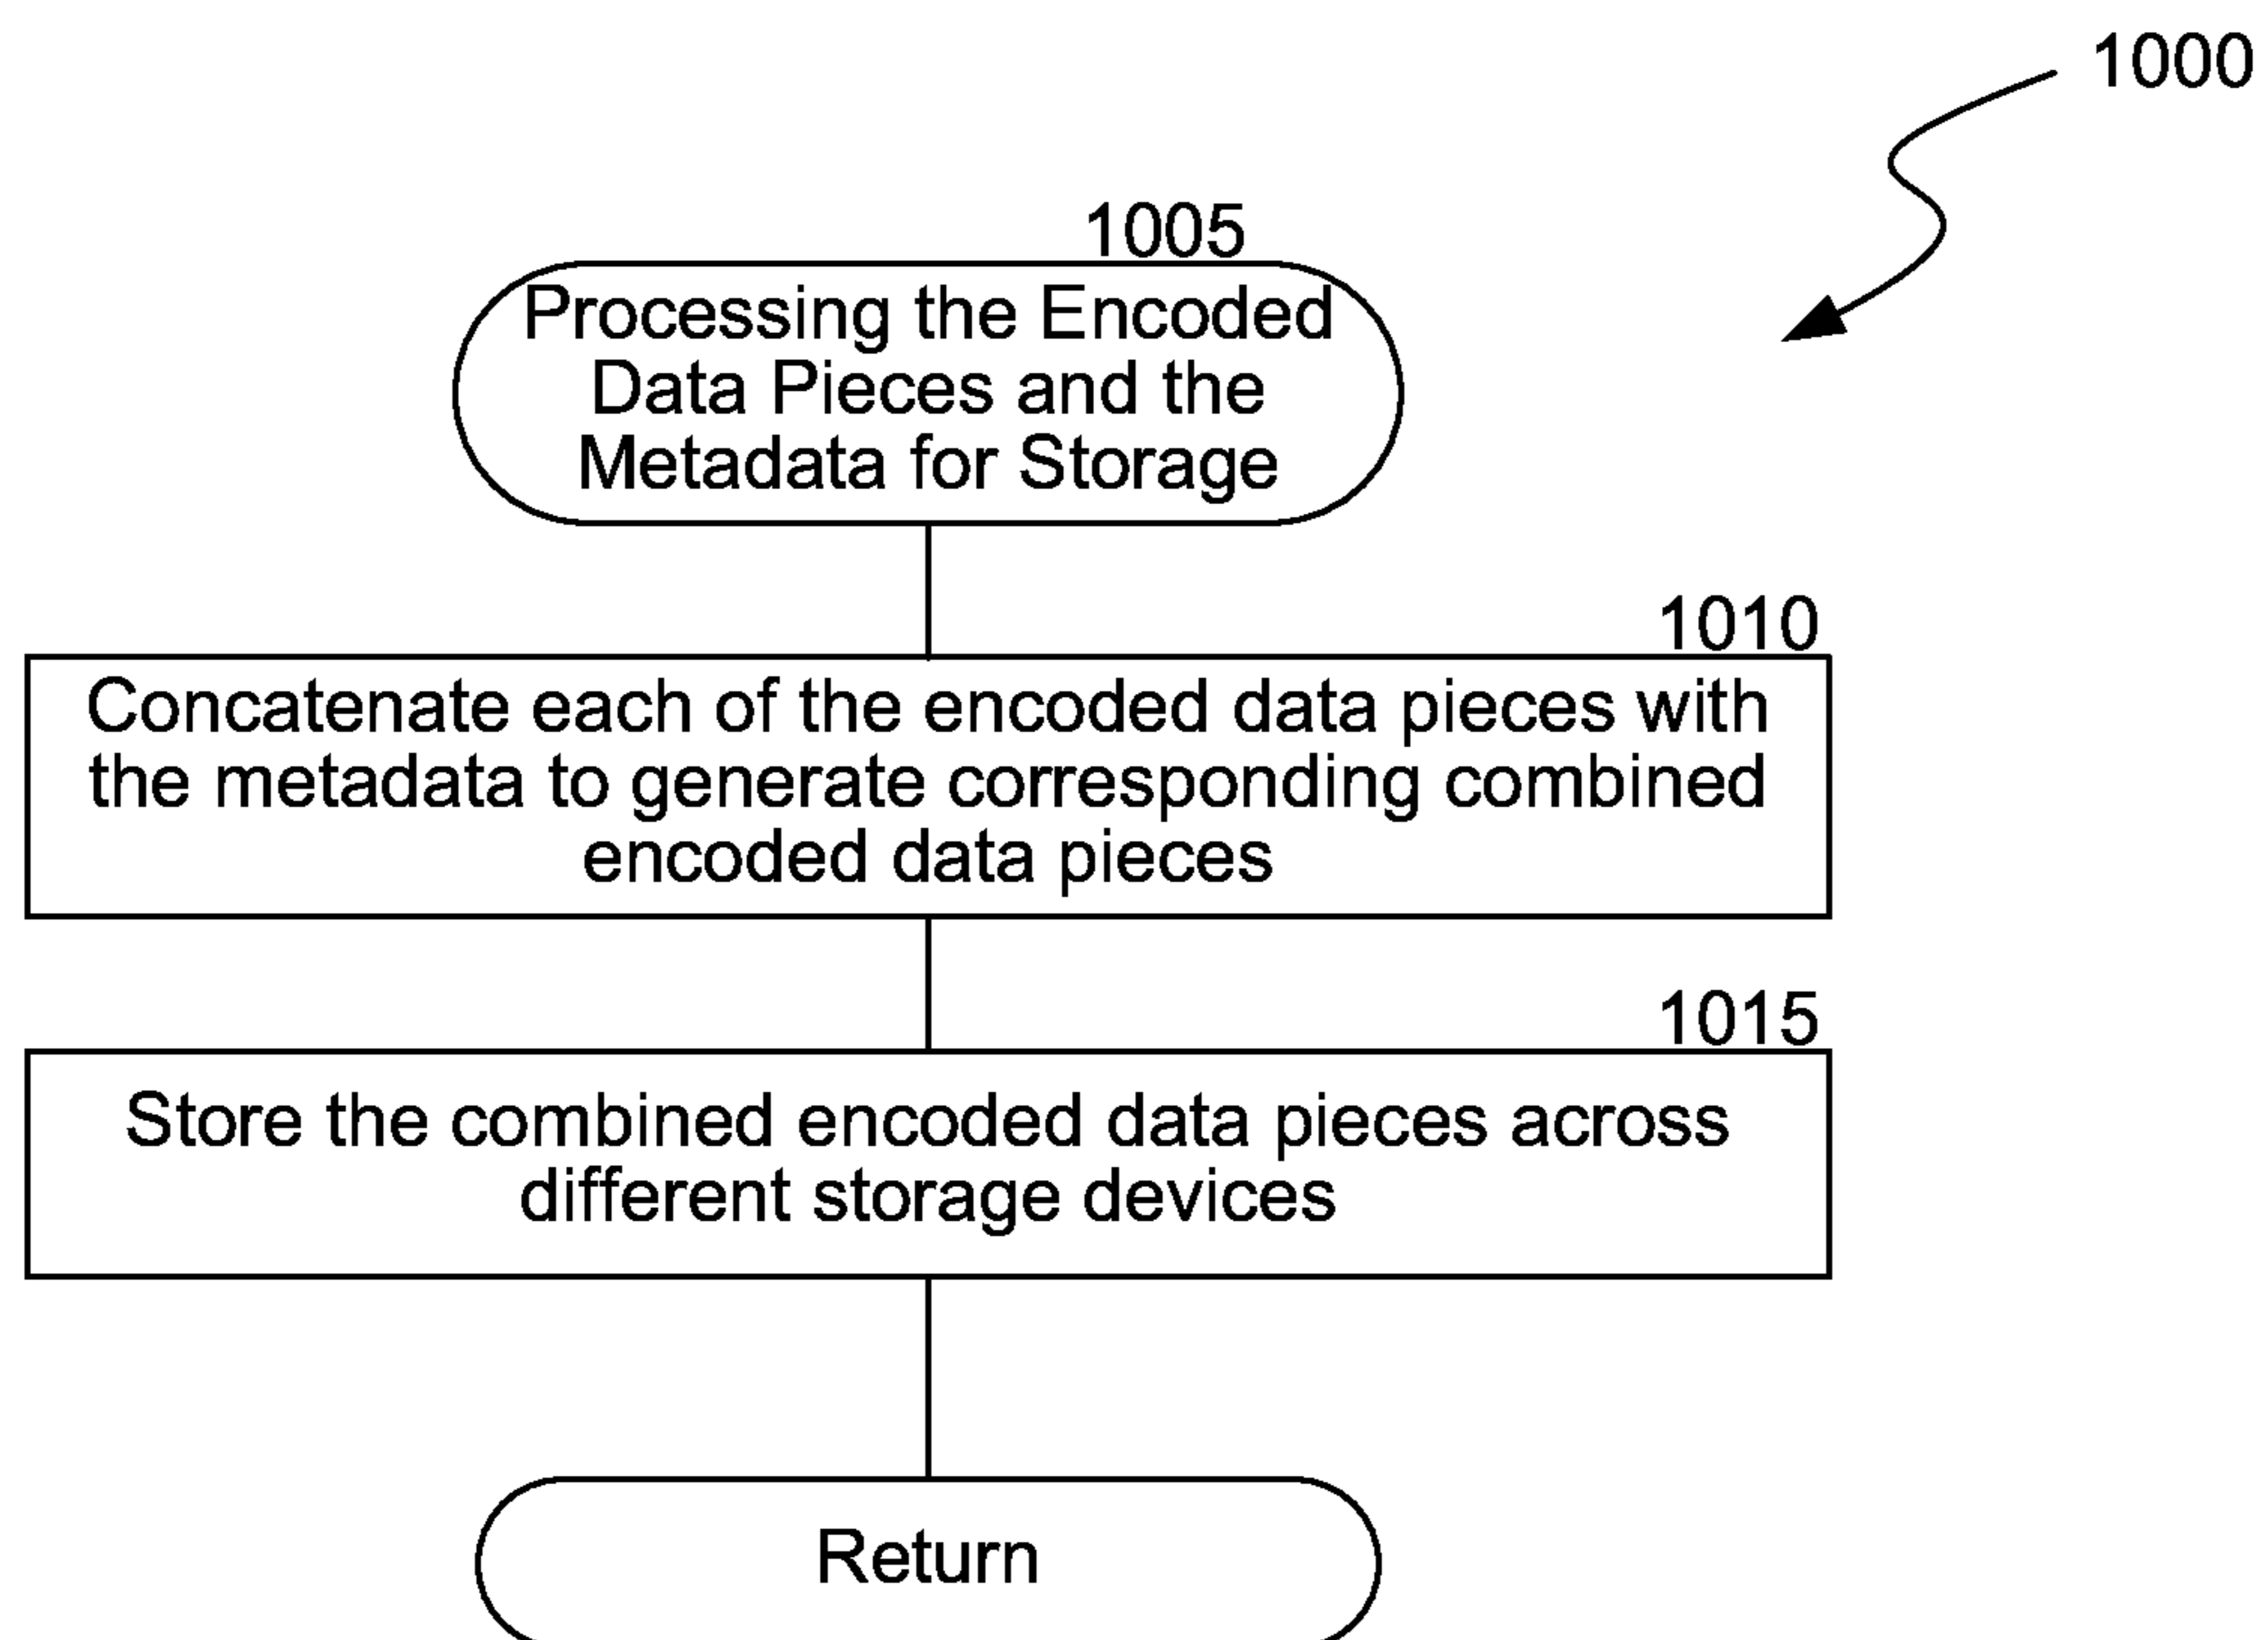 1000
1005
Processing the Encoded
Data Pieces and the
Metadata for Storage
1010
Concatenate each of the encoded data pieces with
the metadata to generate corresponding combined
encoded data pieces
1015
Store the combined encoded data pieces across
different storage devices
Return